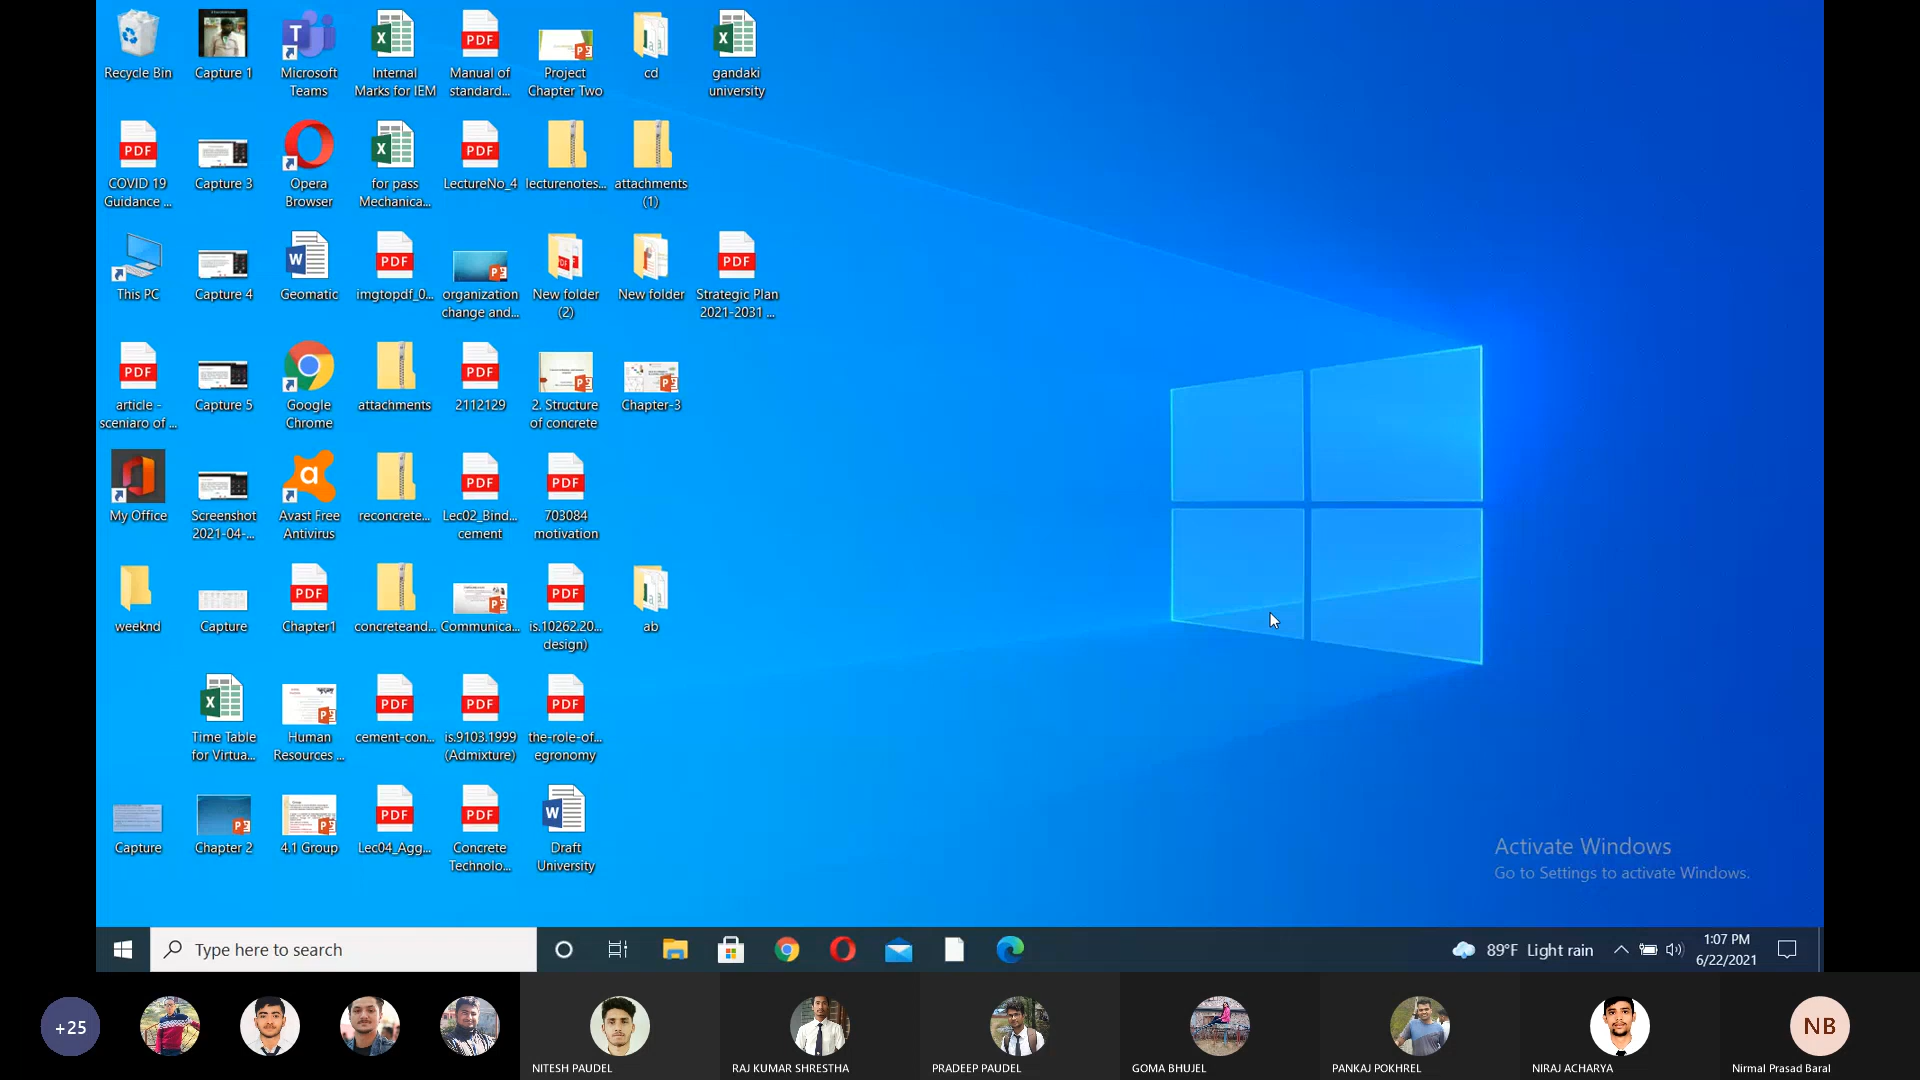 Recycle Bin
Capture 1
Microsoft
Teams
Internal
Marks for IEM
Manual of
standard...
Project
Chapter Two
cd
gandaki
university
COVID 19
Guidance ...
Capture 3
Opera
Browser
for pass
Mechanica...
LectureNo_4
lecturenotes...
attachments
(1)
This PC
Capture 4
Geomatic
imgtopdf_0...
organization
change and...
New folder
(2)
New folder
Strategic Plan
2021-2031 ...
article -
sceniaro of ...
Capture 5
Google
Chrome
attachments
2112129
2. Structure
of concrete
Chapter-3
My Office
Screenshot
2021-04-...
Avast Free
Antivirus
reconcrete...
Lec02_Bind...
cement
703084
motivation
weeknd
Capture
Chapter1
concreteand...
Communica...
is.10262.20...
design)
ab
Time Table
for Virtua...
Human
Resources ...
cement-con...
is.9103.1999
(Admixture)
the-role-of...
egronomy
Capture
Chapter 2
4.1 Group
Lec04_Agg...
Concrete
Technolo...
Draft
University
Activate Windows
Go to Settings to activate Windows.
Type here to search
89°F Light rain
1:07 PM
6/22/2021
+25
NB
NITESH PAUDEL
RAJ KUMAR SHRESTHA
PRADEEP PAUDEL
GOMA BHUJEL
PANKAJ POKHREL
NIRAJ ACHARYA
Nirmal Prasad Baral